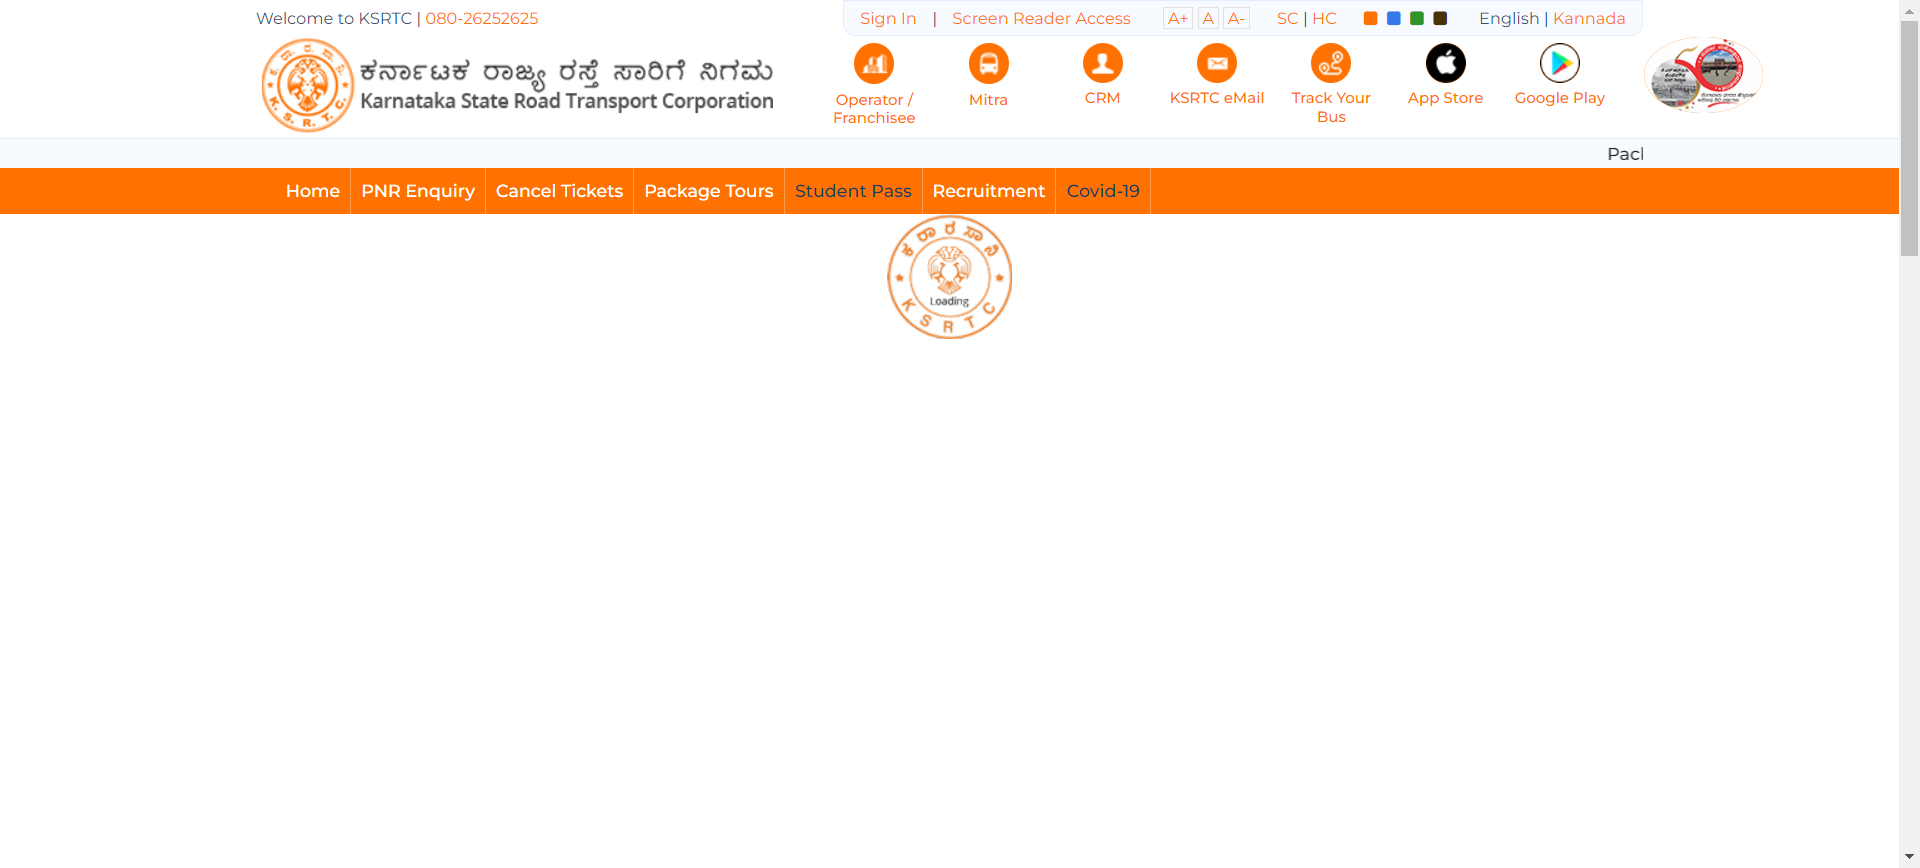 Welcome to KSRTC | 080-26252625
Sign In | Screen Reader Access A+ A A- SC | HC English | Kannada
ಕರ್ನಾಟಕ ರಾಜ್ಯ ರಸ್ತೆ ಸಾರಿಗೆ ನಿಗಮ
Karnataka State Road Transport Corporation
K.S.R.T.C.
Operator /
Franchisee
Mitra
CRM
KSRTC eMail
Track Your
Bus
App Store
Google Play
Home PNR Enquiry Cancel Tickets Package Tours Student Pass Recruitment Covid-19
ಕ ರಾ ರ ಸಾ ನಿ
Loading
KSRTC